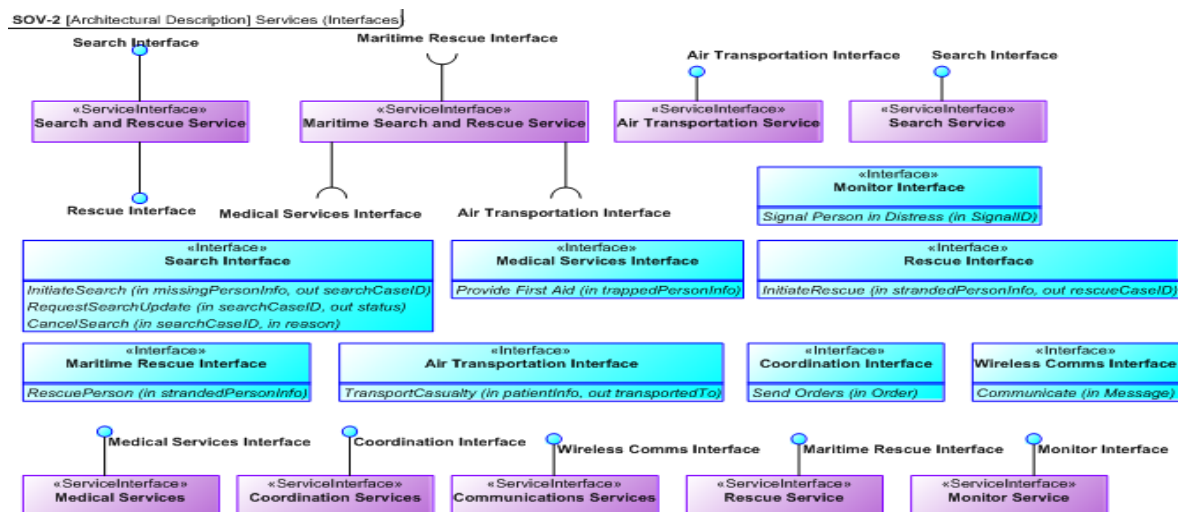 SOV-2 [Architectural Description] Services (Interfaces)
Search Interface
Maritime Rescue Interface
Air Transportation Interface
Search Interface
«ServiceInterface»
Search and Rescue Service
«ServiceInterface»
Maritime Search and Rescue Service
«ServiceInterface»
Air Transportation Service
«ServiceInterface»
Search Service
Rescue Interface
Medical Services Interface
Air Transportation Interface
«Interface»
Monitor Interface
Signal Person in Distress (in SignalID)
«Interface»
Search Interface
InitiateSearch (in missingPersonInfo, out searchCaseID)
RequestSearchUpdate (in searchCaseID, out status)
CancelSearch (in searchCaseID, in reason)
«Interface»
Medical Services Interface
Provide First Aid (in trappedPersonInfo)
«Interface»
Rescue Interface
InitiateRescue (in strandedPersonInfo, out rescueCaseID)
«Interface»
Maritime Rescue Interface
RescuePerson (in strandedPersonInfo)
«Interface»
Air Transportation Interface
TransportCasualty (in patientInfo, out transportedTo)
«Interface»
Coordination Interface
Send Orders (in Order)
«Interface»
Wireless Comms Interface
Communicate (in Message)
Medical Services Interface
Coordination Interface
Wireless Comms Interface
Maritime Rescue Interface
Monitor Interface
«ServiceInterface»
Medical Services
«ServiceInterface»
Coordination Services
«ServiceInterface»
Communications Services
«ServiceInterface»
Rescue Service
«ServiceInterface»
Monitor Service